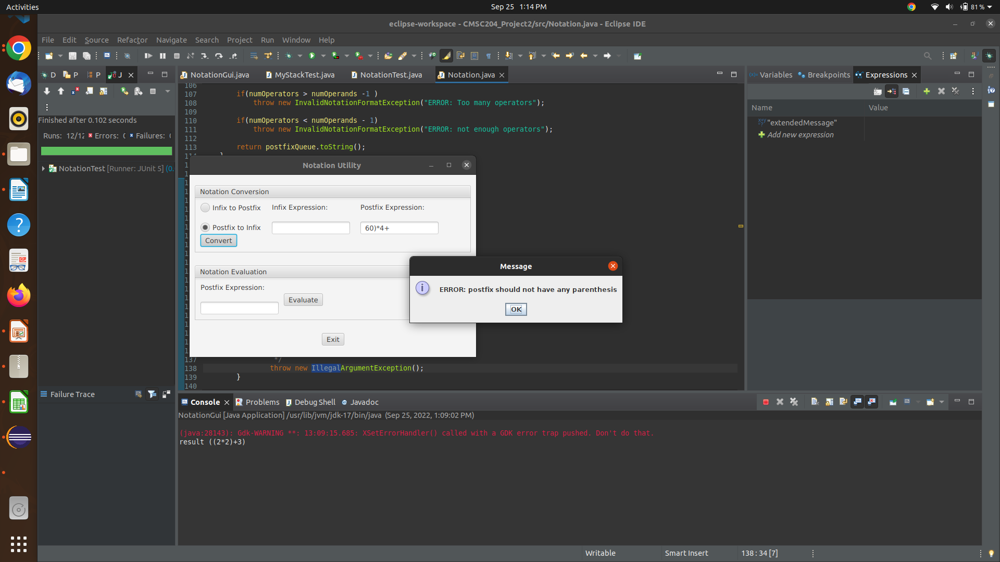 Activities
Sep 25 1:14 PM
81 %
eclipse-workspace - CMSC204_Project2/src/Notation.java - Eclipse IDE
File Edit Source Refactor Navigate Search Project Run Window Help
D P P J
NotationGui.java MyStackTest.java NotationTest.java Notation.java
Variables Breakpoints Expressions
Finished after 0.102 seconds
Runs: 12/12 Errors: 0 Failures:
NotationTest [Runner: JUnit 5] (0.
Failure Trace
106
107 if(numOperators > numOperands -1 )
108 throw new InvalidNotationFormatException("ERROR: Too many operators");
109
110 if(numOperators < numOperands - 1)
111 throw new InvalidNotationFormatException("ERROR: not enough operators");
112
113 return postfixQueue.toString();
Notation Utility
Notation Conversion
Infix to Postfix Infix Expression: Postfix Expression:
Postfix to Infix 60)*4+
Convert
Notation Evaluation
Postfix Expression:
Evaluate
Exit
Message
ERROR: postfix should not have any parenthesis
OK
137 */
138 throw new IllegalArgumentException();
139 }
140
Name Value
"extendedMessage"
Add new expression
Console Problems Debug Shell Javadoc
NotationGui [Java Application] /usr/lib/jvm/jdk-17/bin/java (Sep 25, 2022, 1:09:02 PM)
(java:28143): Gdk-WARNING **: 13:09:15.685: XSetErrorHandler() called with a GDK error trap pushed. Don't do that.
result ((2*2)+3)
Writable Smart Insert 138 : 34 [7]